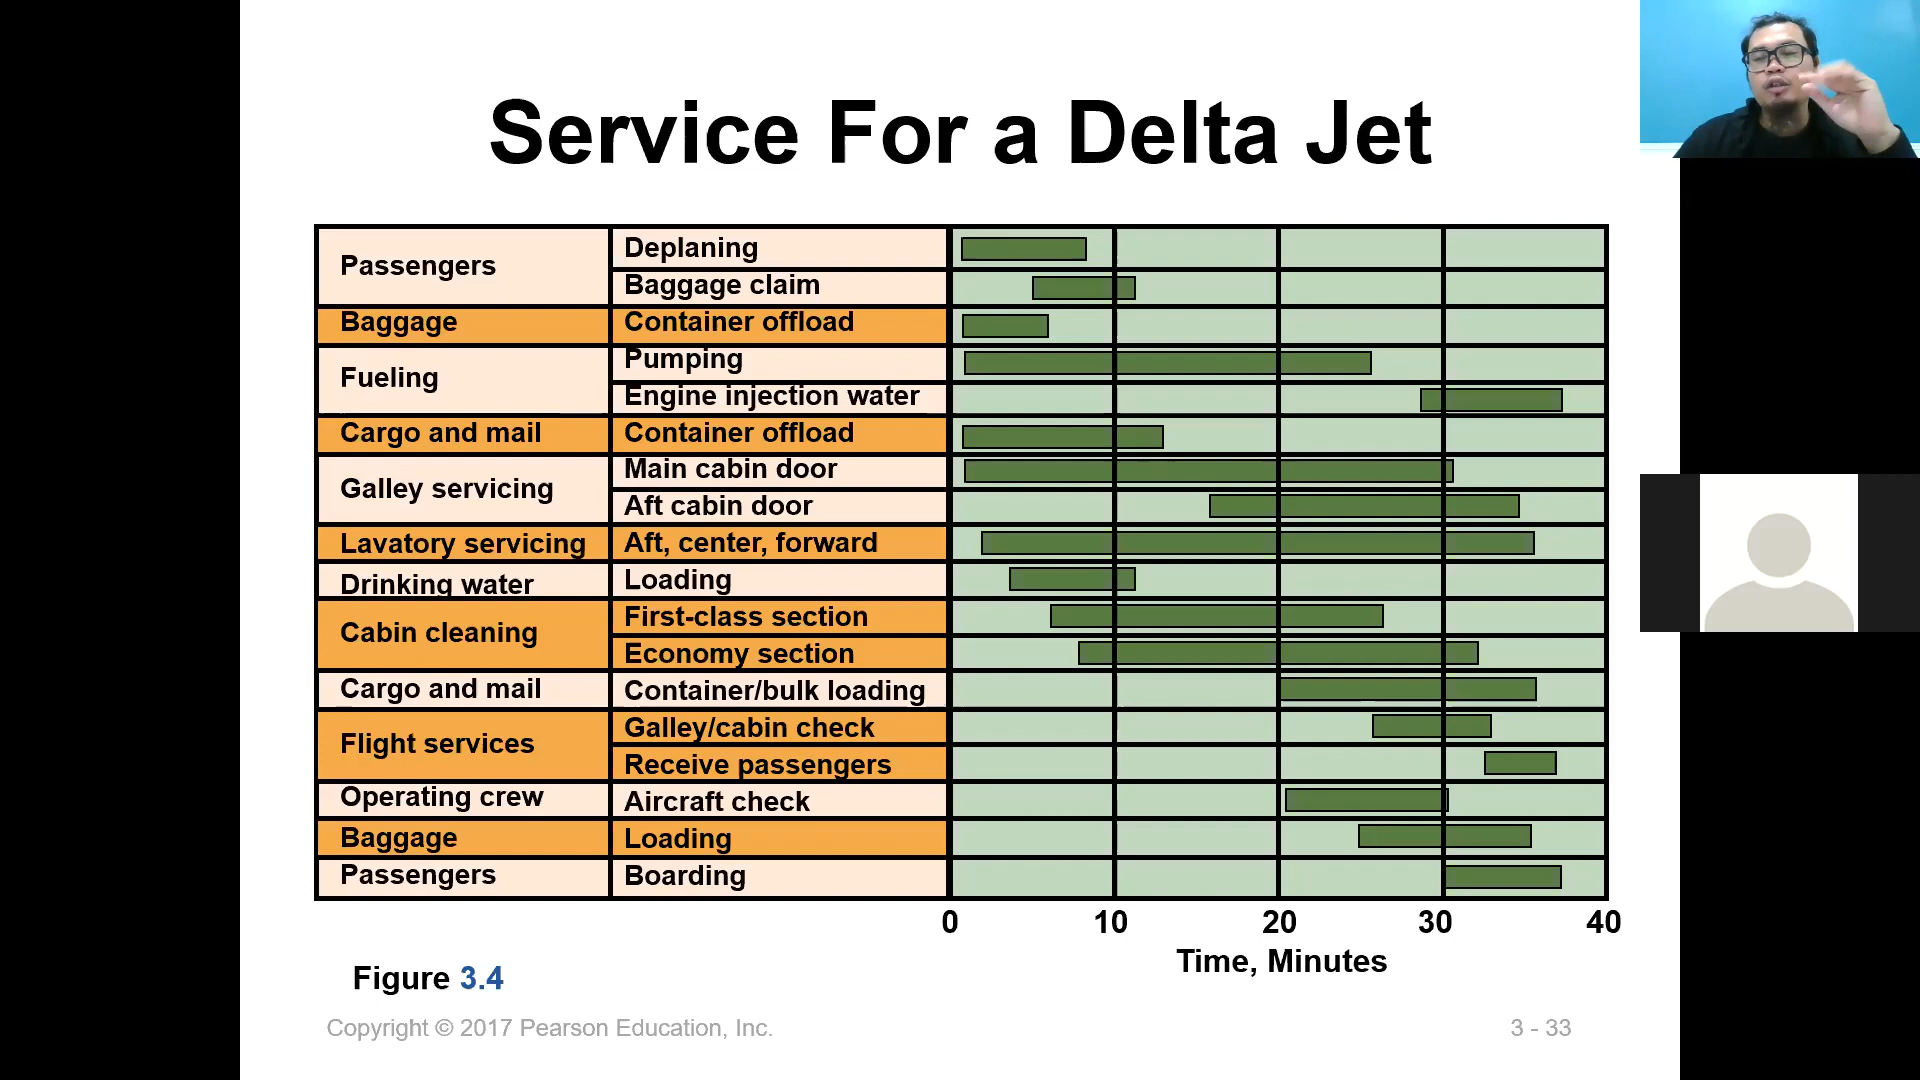 Service For a Delta Jet
Passengers
Deplaning
Baggage claim
Baggage
Container offload
Fueling
Pumping
Engine injection water
Cargo and mail
Container offload
Galley servicing
Main cabin door
Aft cabin door
Lavatory servicing
Aft, center, forward
Drinking water
Loading
Cabin cleaning
First-class section
Economy section
Cargo and mail
Container/bulk loading
Flight services
Galley/cabin check
Receive passengers
Operating crew
Aircraft check
Baggage
Loading
Passengers
Boarding
0 10 20 30 40
Time, Minutes
Figure 3.4
Copyright © 2017 Pearson Education, Inc.
3 - 33